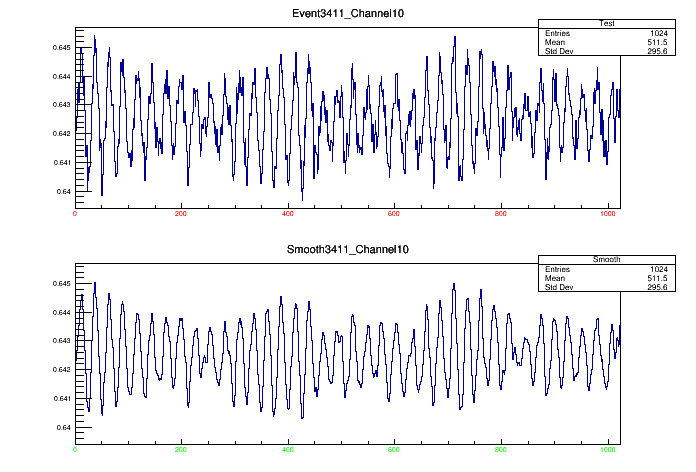 Event3411_Channel10
Test
Entries 1024
Mean 511.5
Std Dev 295.6
0.645
0.644
0.643
0.642
0.641
0.64
0 200 400 600 800 1000
Smooth3411_Channel10
Smooth
Entries 1024
Mean 511.5
Std Dev 295.6
0.645
0.644
0.643
0.642
0.641
0.64
0 200 400 600 800 1000